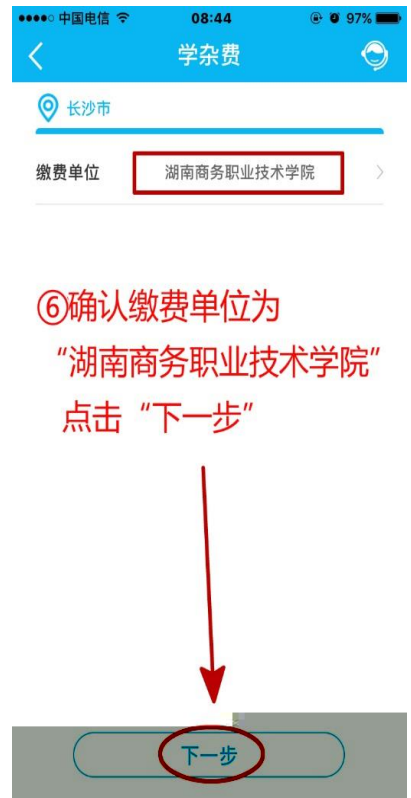 中国电信 08:44 97%
学杂费
长沙市
缴费单位 湖南商务职业技术学院
⑥确认缴费单位为
“湖南商务职业技术学院”
点击“下一步”
下一步